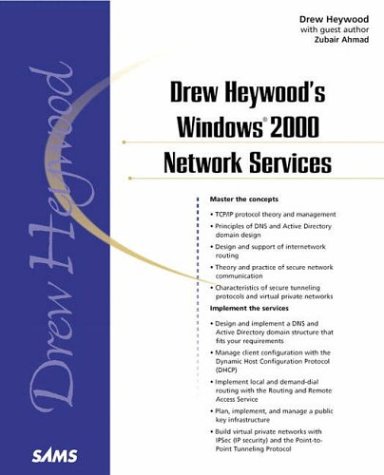 Drew Heywood
with guest author
Zubair Ahmad
Drew Heywood's
Windows® 2000
Network Services
Master the concepts
• TCP/IP protocol theory and management
• Principles of DNS and Active Directory
domain design
• Design and support of internetwork
routing
• Theory and practice of secure network
communication
• Characteristics of secure tunneling
protocols and virtual private networks
Implement the services
• Design and implement a DNS and
Active Directory domain structure that
fits your requirements
• Manage client configuration with the
Dynamic Host Configuration Protocol
(DHCP)
• Implement local and demand-dial
routing with the Routing and Remote
Access Service
• Plan, implement, and manage a public
key infrastructure
• Build virtual private networks with
IPSec (IP security) and the Point-to-
Point Tunneling Protocol
Drew Heywood
SAMS